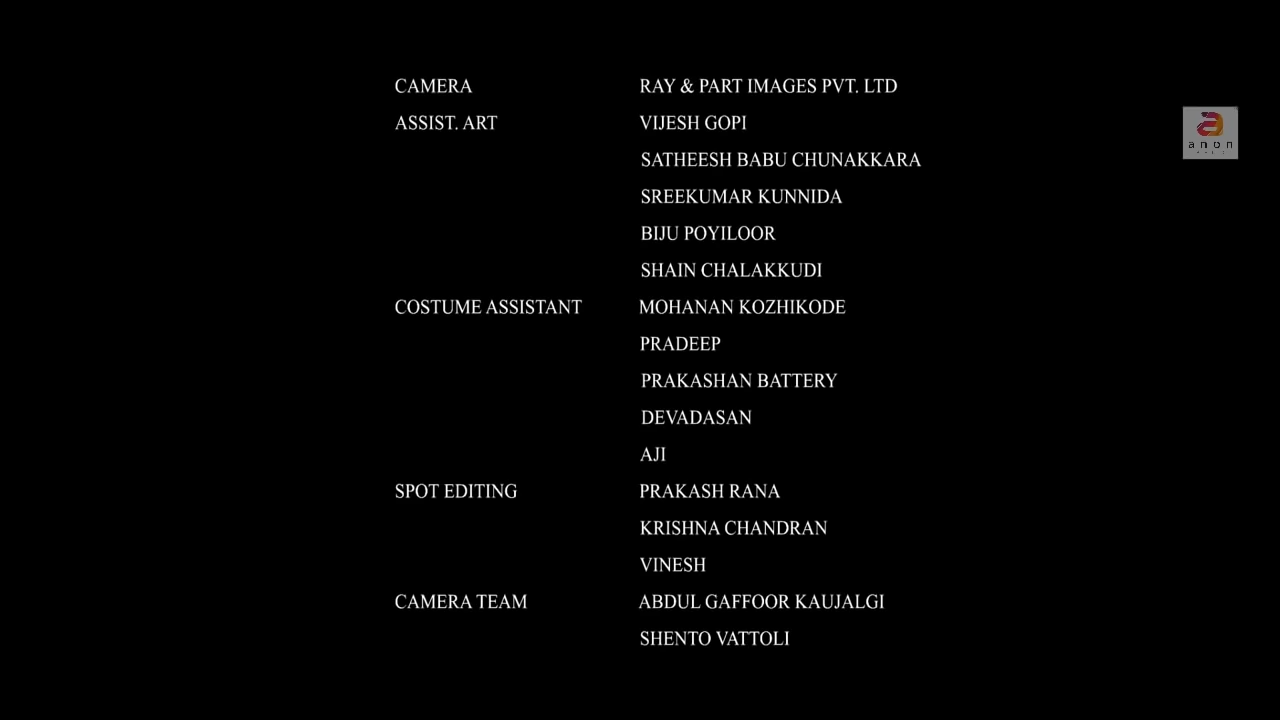 CAMERA RAY & PART IMAGES PVT. LTD
ASSIST. ART VIJESH GOPI
SATHEESH BABU CHUNAKKARA
SREEKUMAR KUNNIDA
BIJU POYILOOR
SHAIN CHALAKKUDI
COSTUME ASSISTANT MOHANAN KOZHIKODE
PRADEEP
PRAKASHAN BATTERY
DEVADASAN
AJI
SPOT EDITING PRAKASH RANA
KRISHNA CHANDRAN
VINESH
CAMERA TEAM ABDUL GAFFOOR KAUJALGI
SHENTO VATTOLI
anon